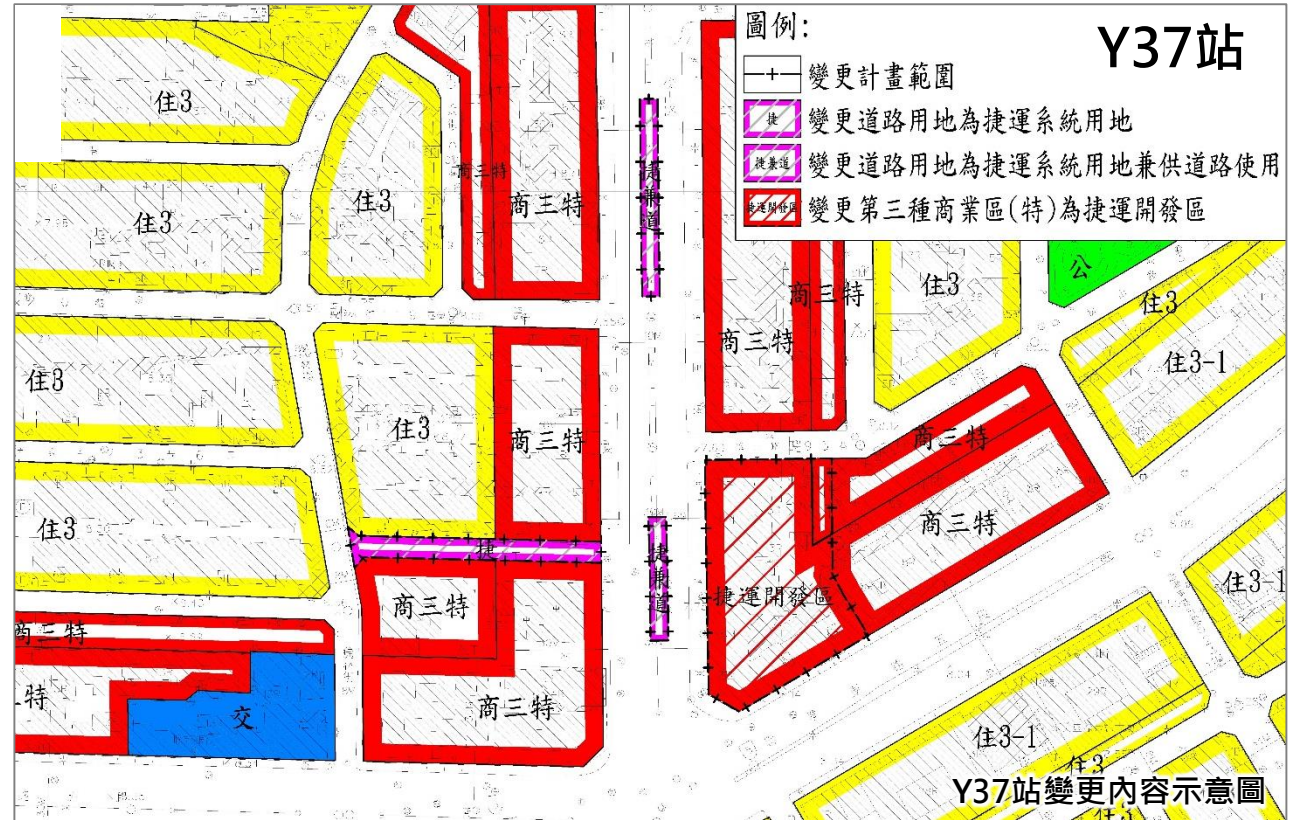 圖例:
Y37站
變更計畫範圍
捷
變更道路用地為捷運系統用地
捷兼道
變更道路用地為捷運系統用地兼供道路使用
捷運開發區
變更第三種商業區(特)為捷運開發區
住3
住3
住3
商三特
商三特
捷兼道
商三特
商三特
住3
公
住3
住3-1
住3
住3
商三特
商三特
商三特
住3
捷
捷兼道
捷運開發區
商三特
住3-1
商三特
特
交
商三特
住3-1
住3
Y37站變更內容示意圖